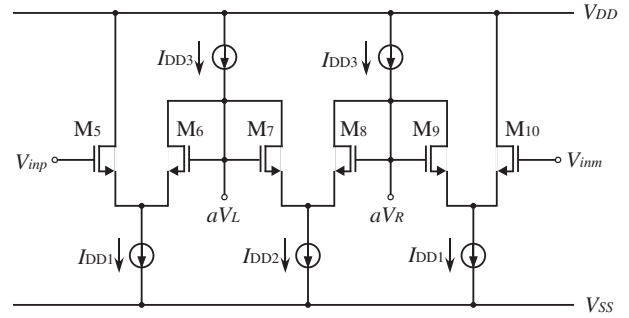 VDD
IDD3 IDD3
M5 M6 M7 M8 M9 M10
Vinp Vinm
aVL aVR
IDD1 IDD2 IDD1
VSS